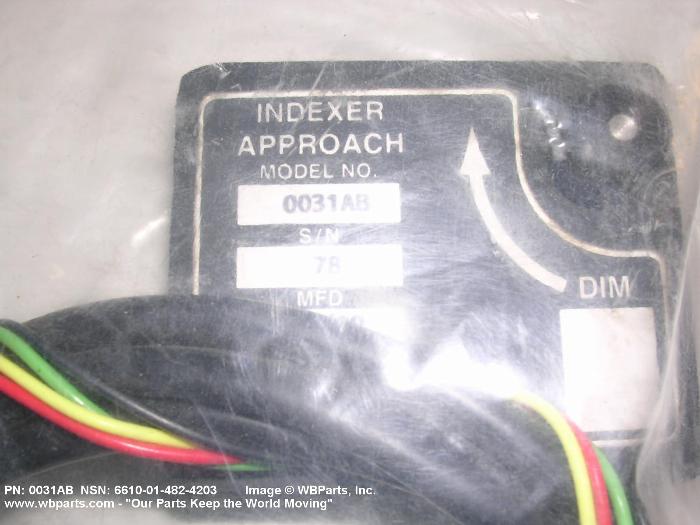 INDEXER
APPROACH
MODEL NO.
0031AB
S/N
78
MFD
DIM
PN: 0031AB NSN: 6610-01-482-4203 Image © WBParts, Inc.
www.wbparts.com - "Our Parts Keep the World Moving"